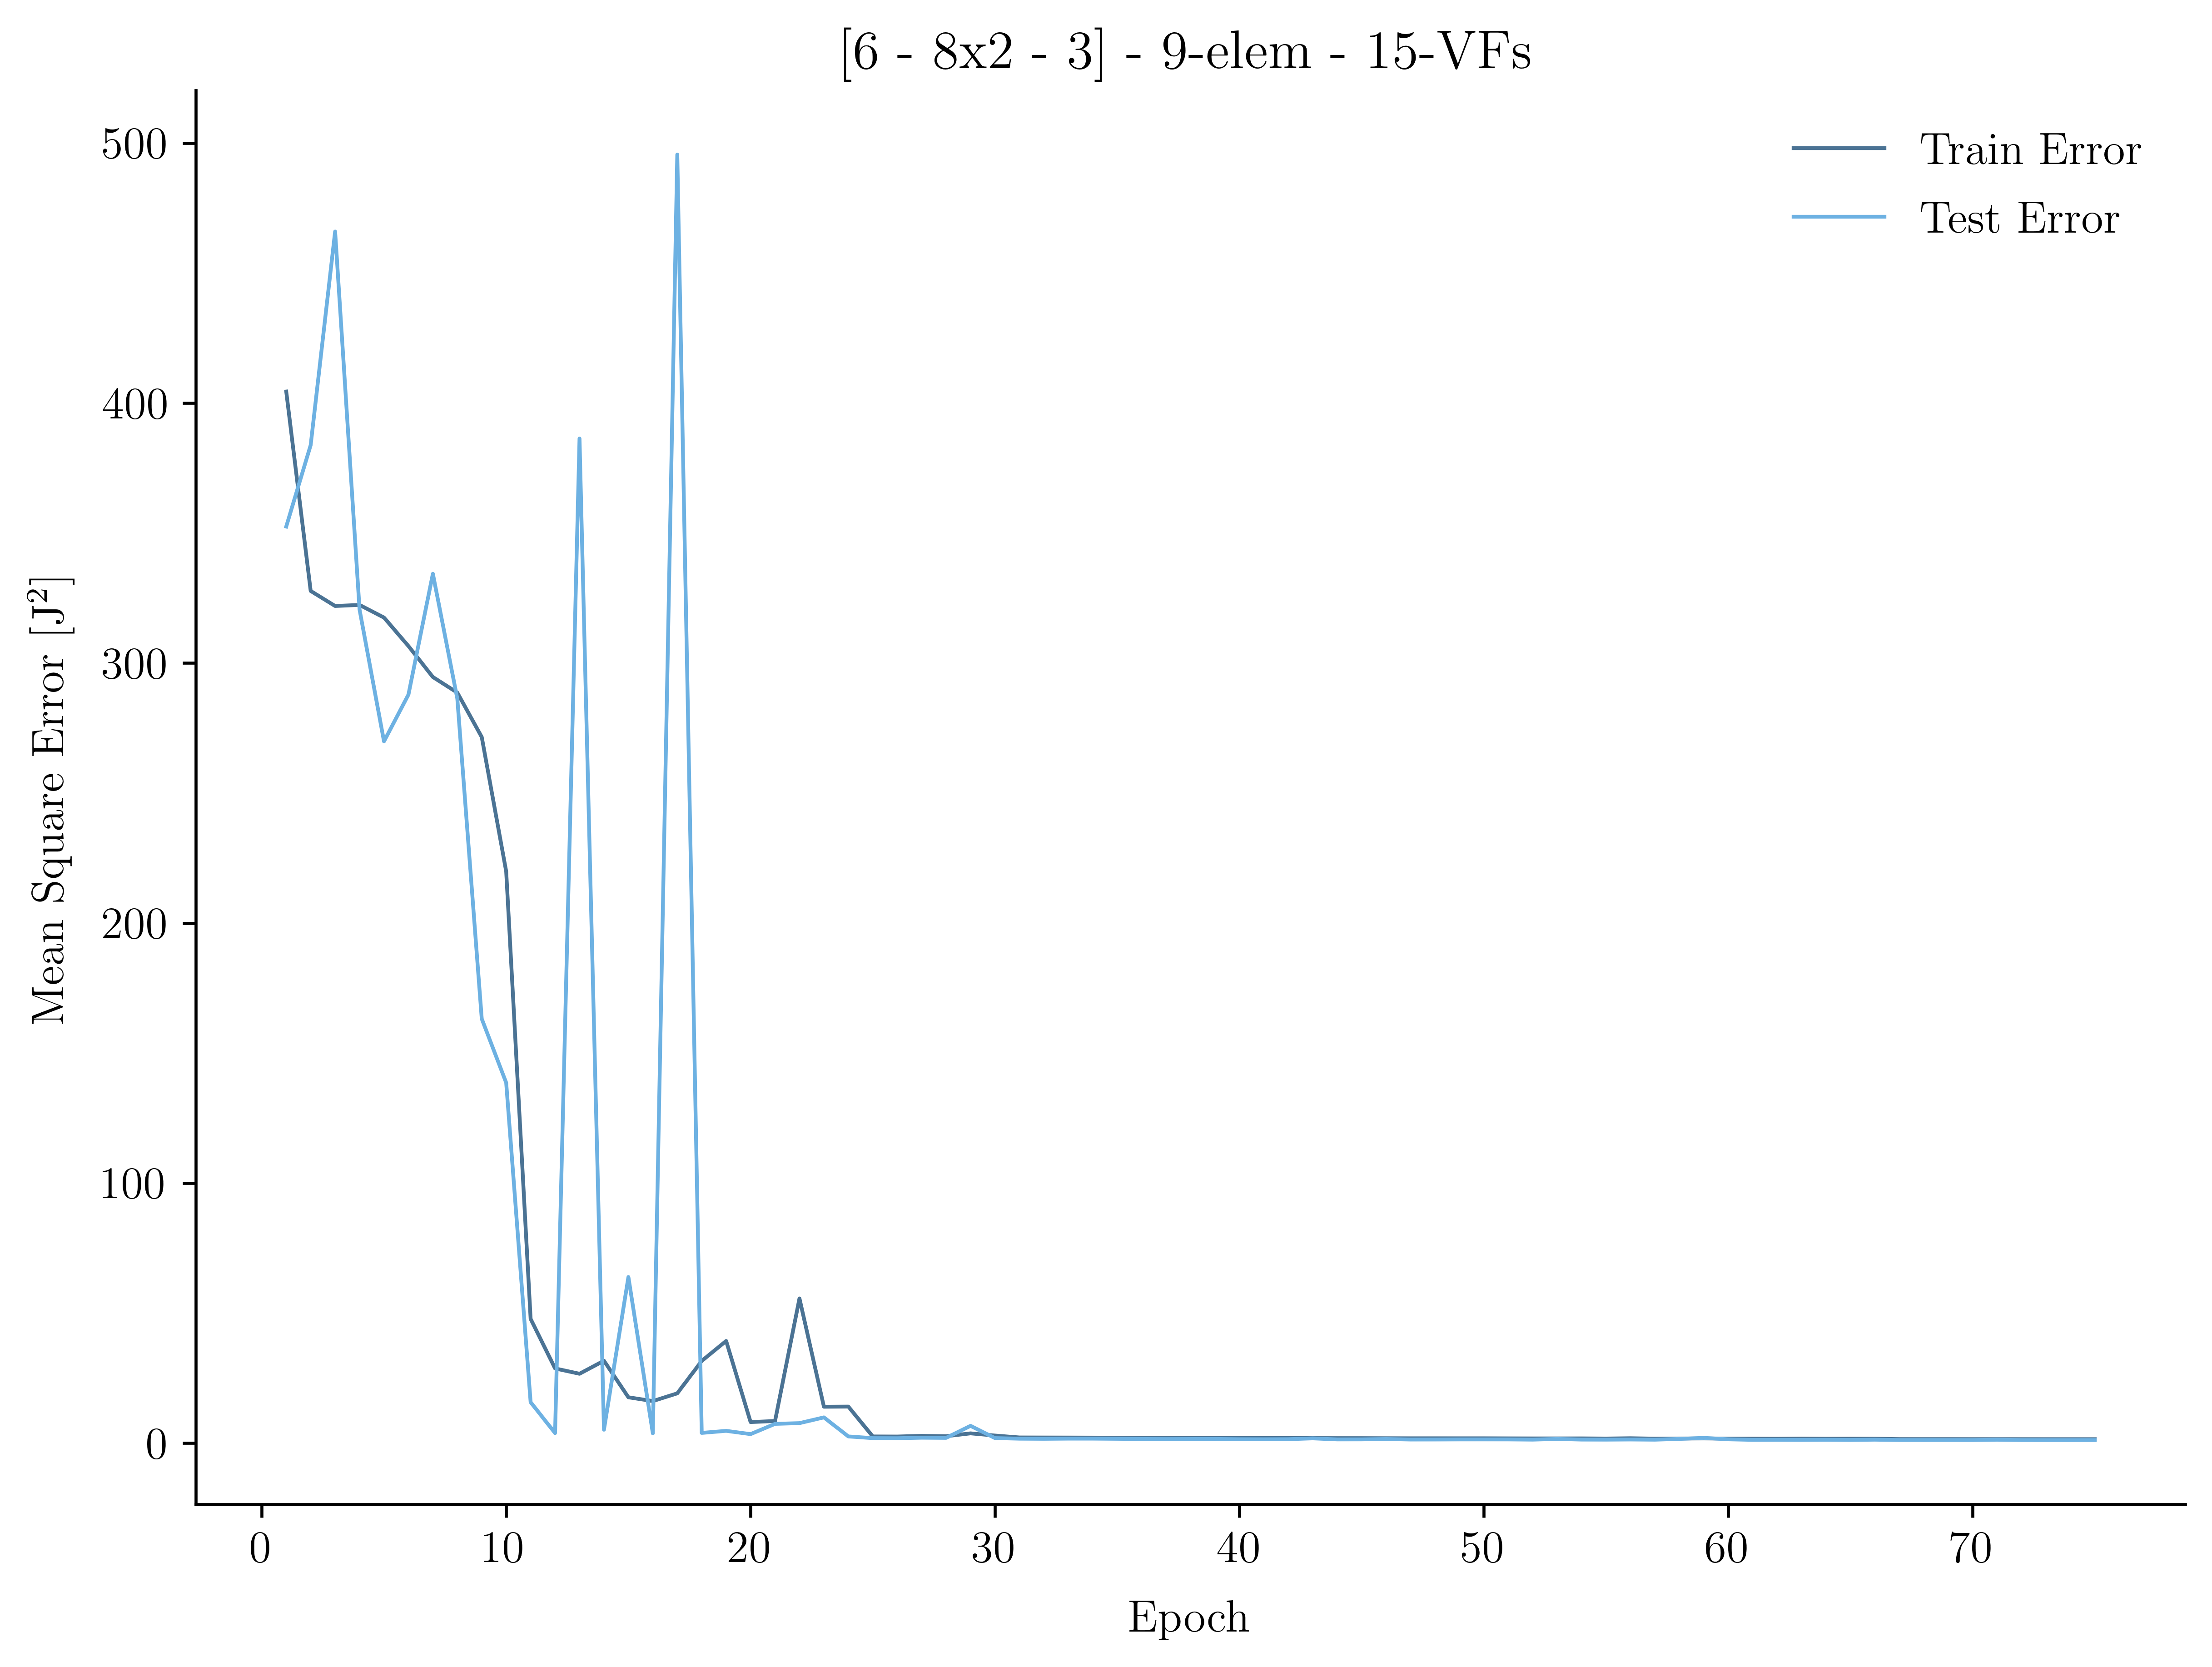 [6 - 8x2 - 3] - 9-elem - 15-VFs
Train Error
Test Error
Mean Square Error [J²]
500
400
300
200
100
0
0 10 20 30 40 50 60 70
Epoch